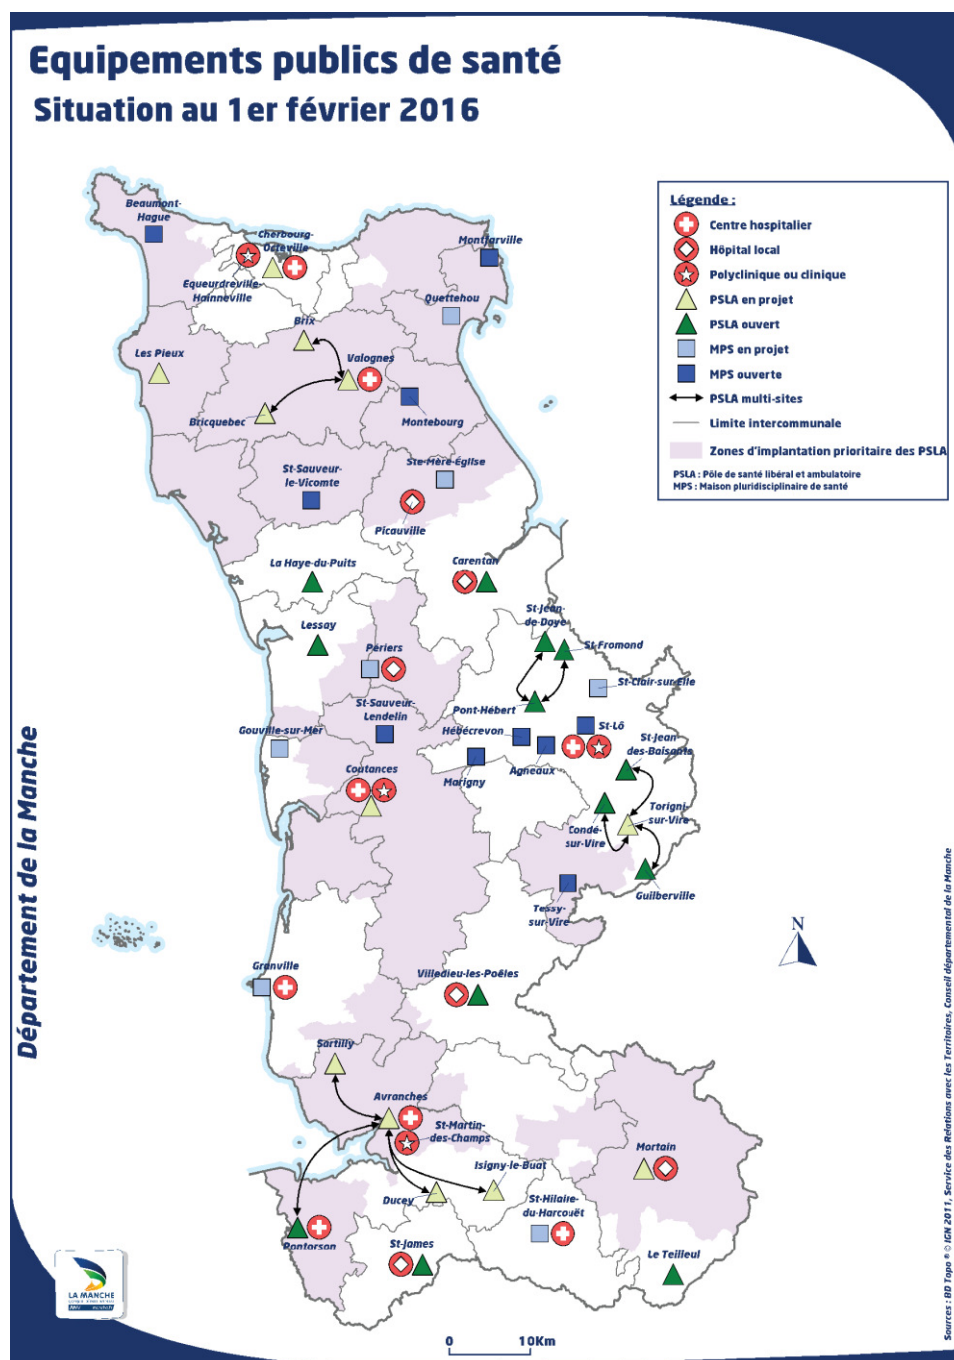 Equipements publics de santé
Situation au 1er février 2016
Légende :
Centre hospitalier
Hôpital local
Polyclinique ou clinique
PSLA en projet
PSLA ouvert
MPS en projet
MPS ouverte
PSLA multi-sites
Limite intercommunale
Zones d'implantation prioritaire des PSLA
PSLA : Pôle de santé libéral et ambulatoire
MPS : Maison pluridisciplinaire de santé
Beaumont-
Hague
Cherbourg-
Octeville
Equeurdreville-
Hainneville
Montfarville
Quettehou
Brix
Les Pieux
Valognes
Bricquebec
Montebourg
St-Sauveur-
le-Vicomte
Ste-Mère-Église
Picauville
La Haye-du-Puits
Carentan
St-Jean-
de-Daye
St-Fromond
Lessay
Périers
St-Clair-sur-Elle
Pont-Hébert
St-Sauveur-
Lendelin
Gouville-sur-Mer
Hébécrevon
St-Lô
St-Jean
des-Baisants
Marigny
Agneaux
Coutances
Condé-
sur-Vire
Torigni
sur-Vire
Guilberville
Tessy-
sur-Vire
Granville
Villedieu-les-Poêles
N
Sartilly
Avranches
St-Martin-
des-Champs
Mortain
Isigny-le-Buat
Ducey
St-Hilaire-
du-Harcouët
Pontorson
St-James
Le Teilleul
0 10Km
Département de la Manche
LA MANCHE
Sources : BD Topo ® © IGN 2011, Service des Relations avec les Territoires, Conseil départemental de la Manche